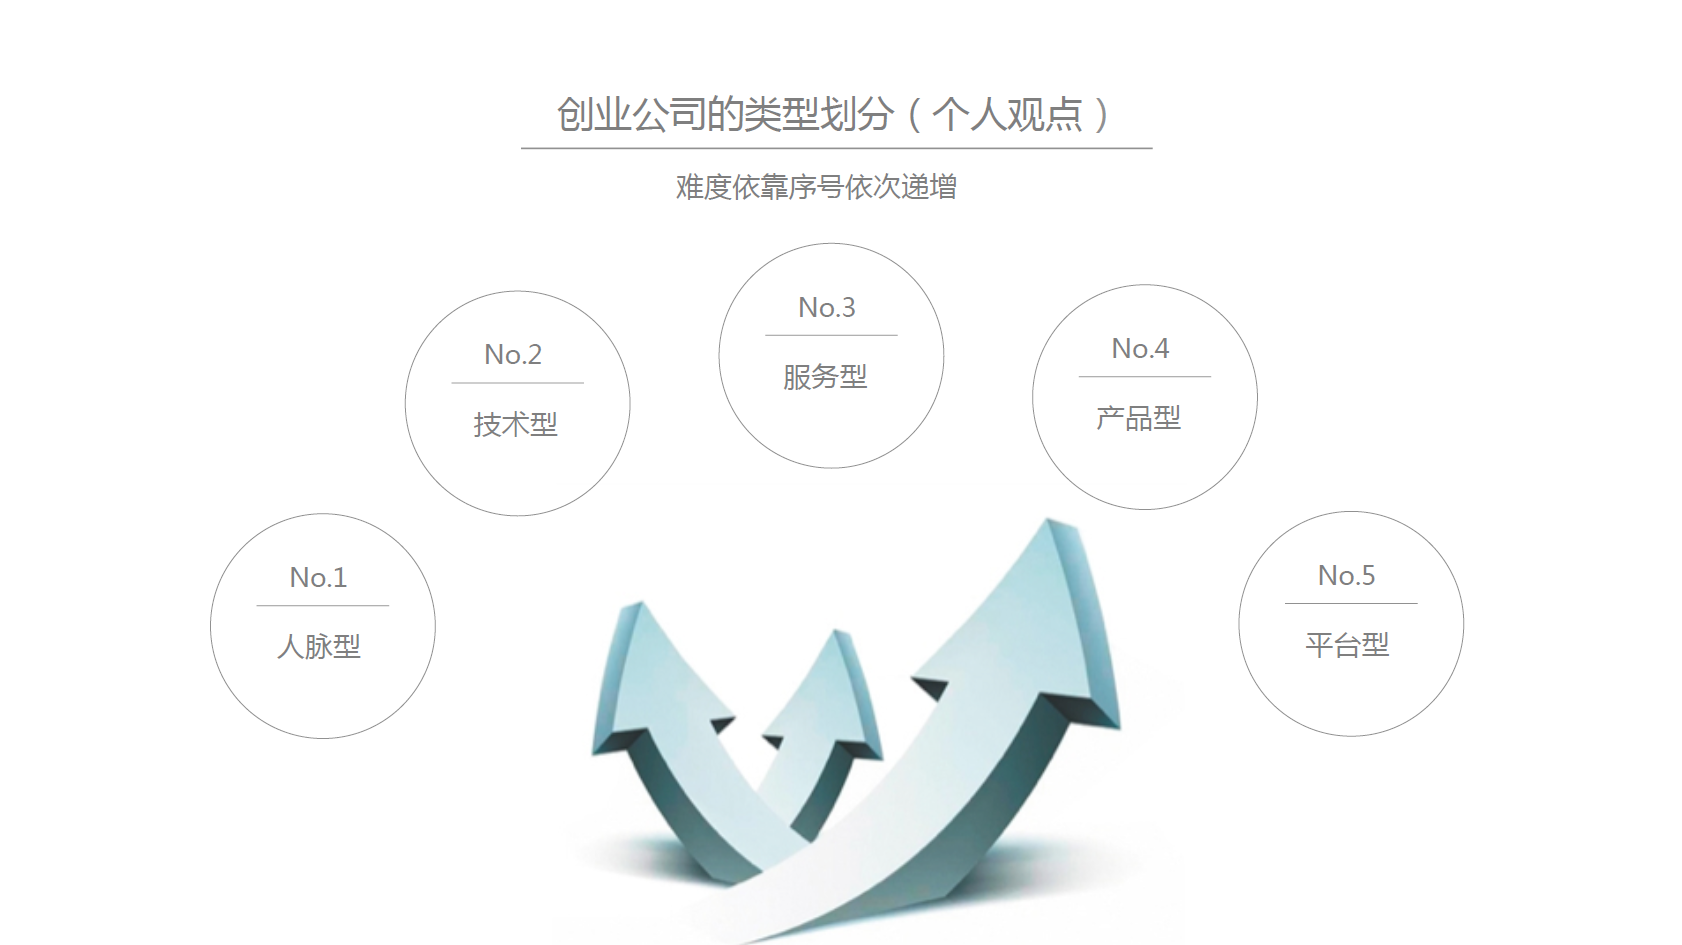 创业公司的类型划分（个人观点）
难度依靠序号依次递增
No.1
人脉型
No.2
技术型
No.3
服务型
No.4
产品型
No.5
平台型